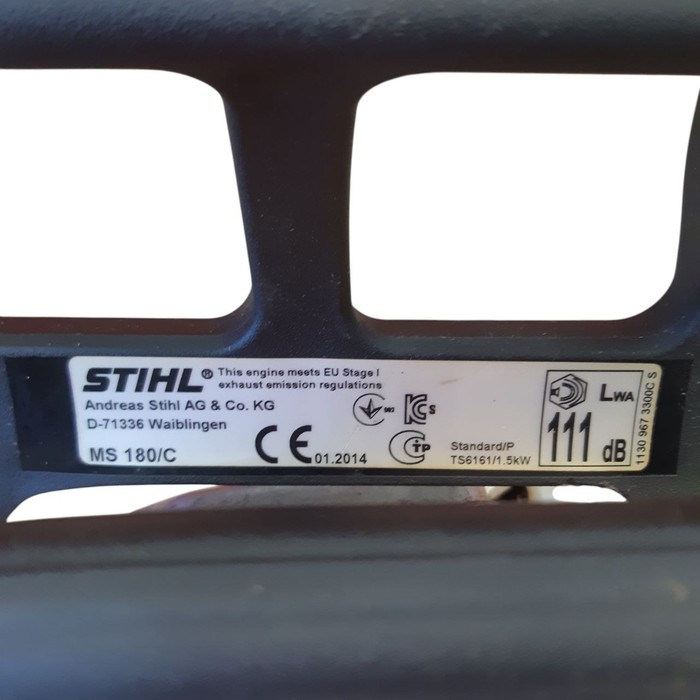 STIHL® This engine meets EU Stage I
exhaust emission regulations
Andreas Stihl AG & Co. KG
D-71336 Waiblingen
MS 180/C
CE 01.2014
S
TP
Standard/P
TS6161/1.5kW
LWA
111 dB
1130 967 3300C S